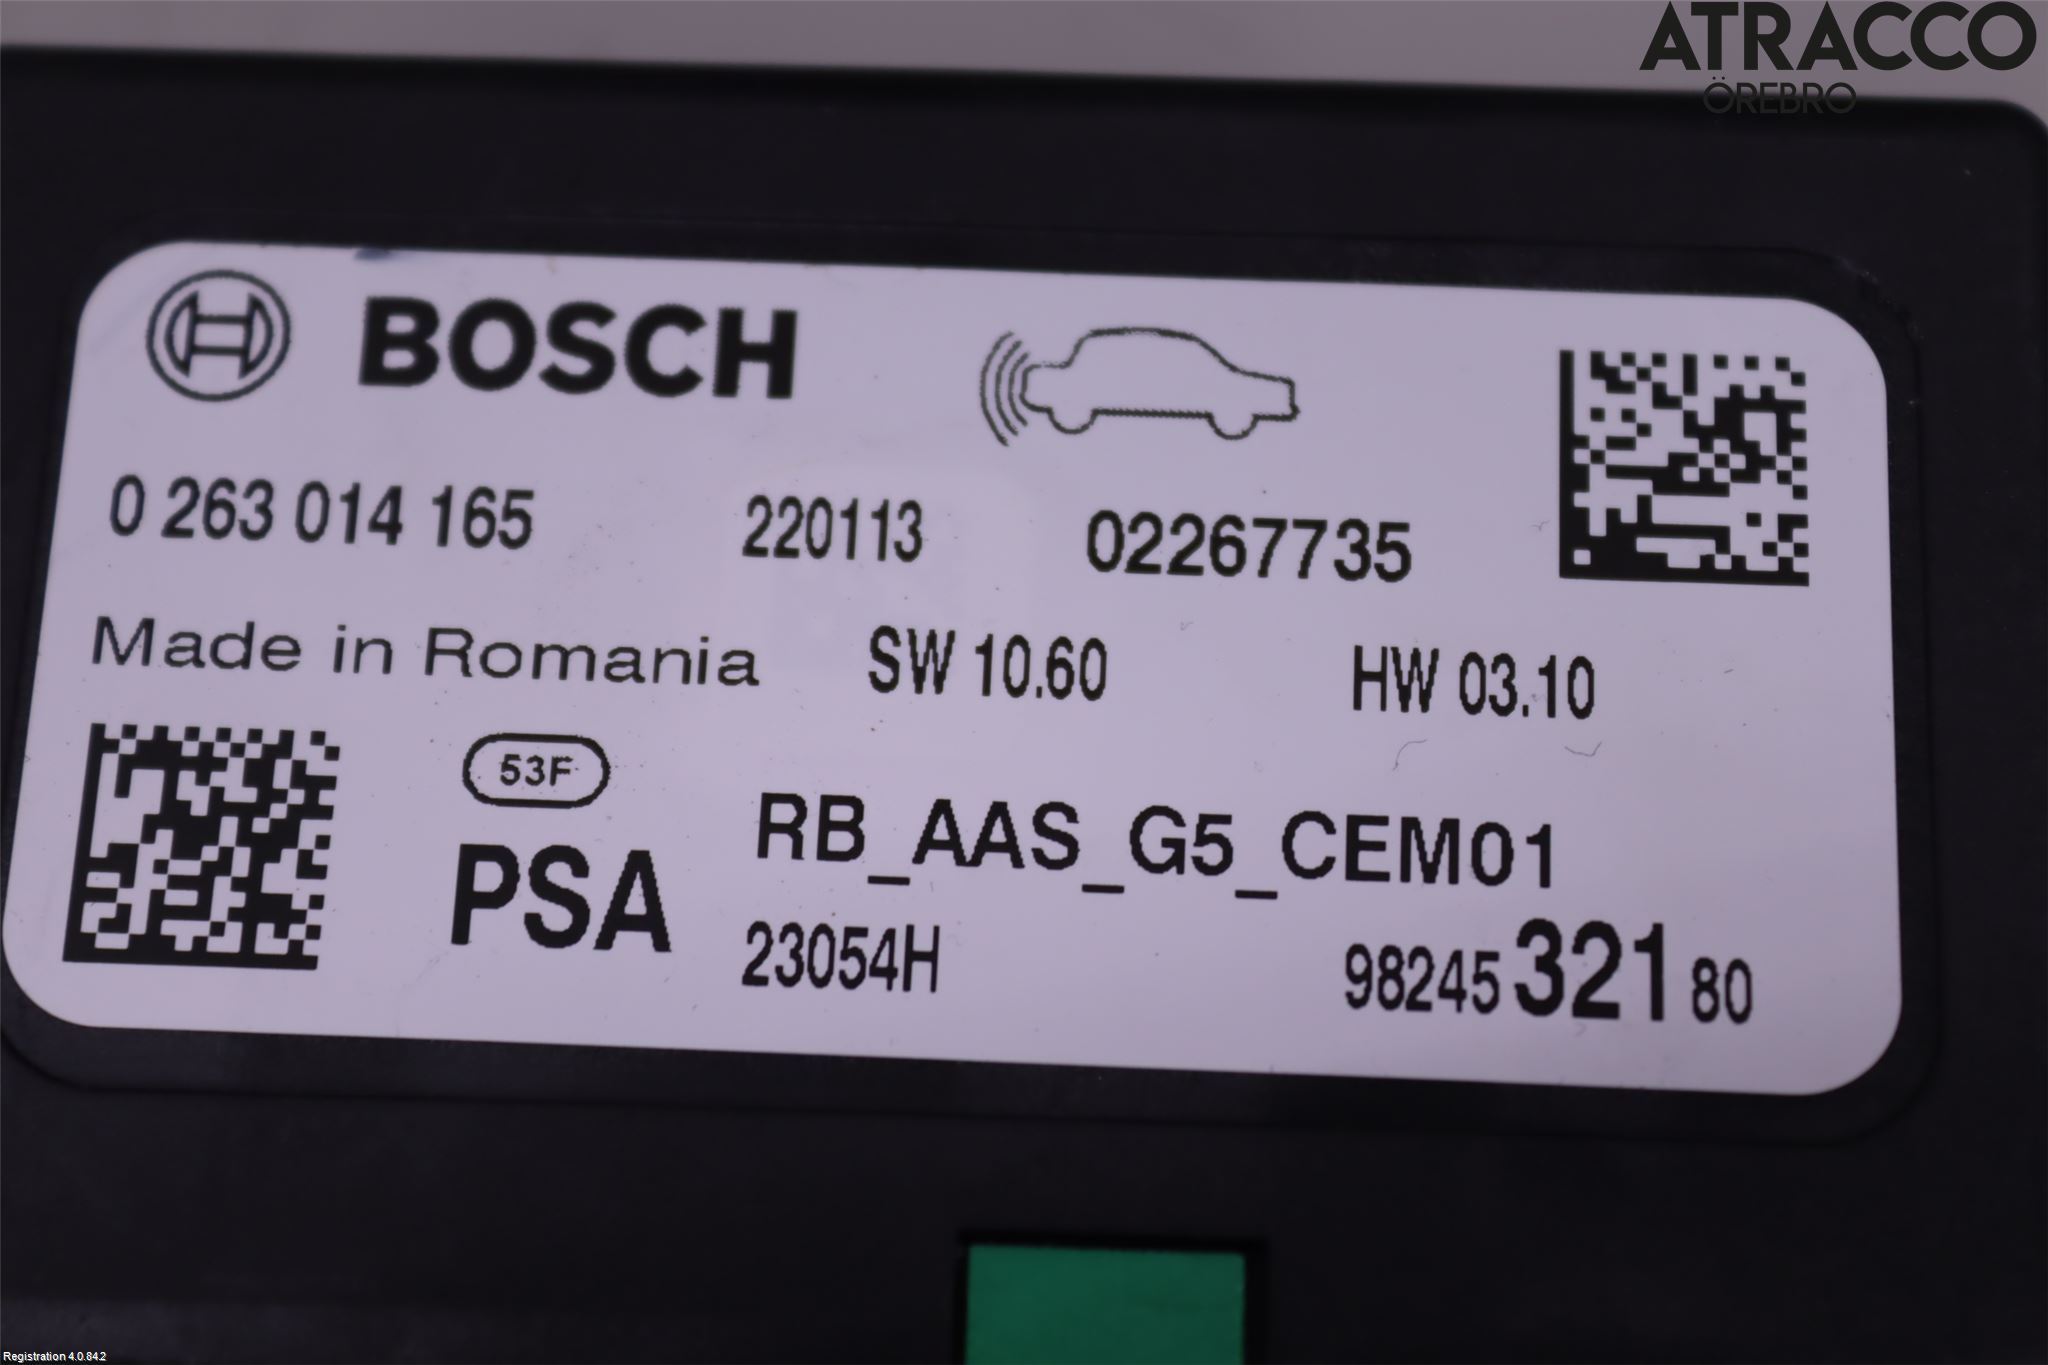 ATRACCO
ÖREBRO
BOSCH
0 263 014 165 220113 02267735
Made in Romania SW 10.60 HW 03.10
53F
PSA RB_AAS_G5_CEM01
23054H 98245 321 80
Registration 4.0.84.2